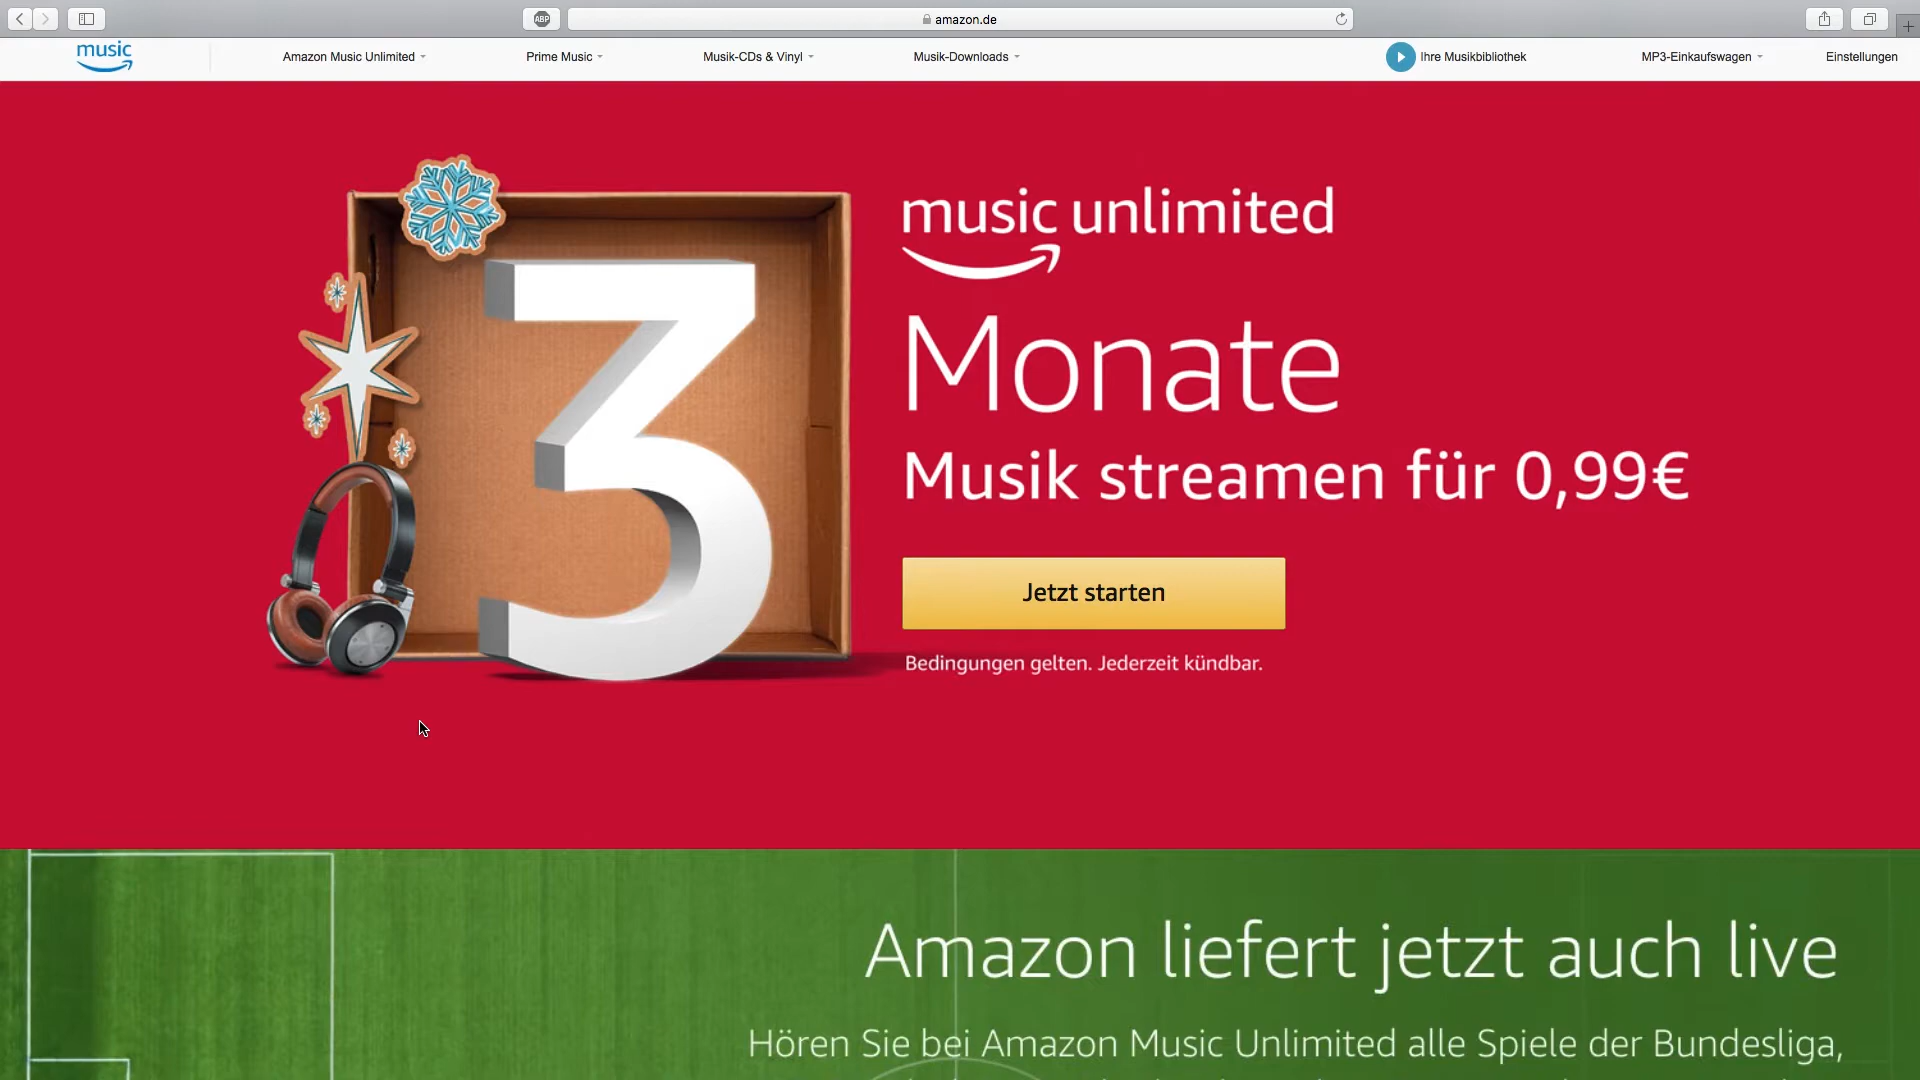 ABP
amazon.de
music
Amazon Music Unlimited
Prime Music
Musik-CDs & Vinyl
Musik-Downloads
Ihre Musikbibliothek
MP3-Einkaufswagen
Einstellungen
3
music unlimited
Monate
Musik streamen für 0,99€
Jetzt starten
Bedingungen gelten. Jederzeit kündbar.
Amazon liefert jetzt auch live
Hören Sie bei Amazon Music Unlimited alle Spiele der Bundesliga,